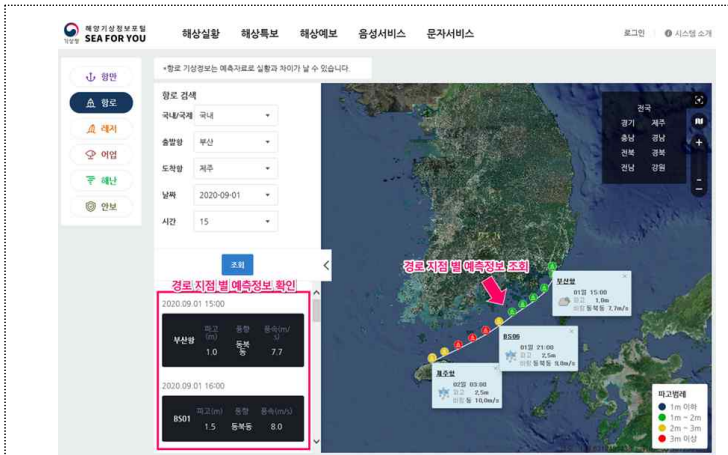 기상청
해양기상정보포털
SEA FOR YOU
해상실황 해상특보 해상예보 음성서비스 문자서비스
로그인 시스템 소개
항만
항로
레저
어업
해난
안보
*항로 기상정보는 예측자료로 실황과 차이가 날 수 있습니다.
항로 검색
국내/국제 국내
출발항 부산
도착항 제주
날짜 2020-09-01
시간 15
조회
경로 지점 별 예측정보 확인
2020.09.01 15:00
부산항
파고(m) 풍향 풍속(m/s)
1.0 동북동 7.7
2020.09.01 16:00
BS01
파고(m) 풍향 풍속(m/s)
1.5 동북동 8.0
전국
경기 제주
충남 경남
전북 경북
전남 강원
경로 지점 별 예측정보 조회
부산항
01일 15:00
파고 1.0m
바람 동북동 7.7m/s
BS06
01일 21:00
파고 2.5m
바람 동북동 8.8m/s
제주항
02일 03:00
파고 2.5m
바람 동 10.0m/s
파고범례
1m 이하
1m ~ 2m
2m ~ 3m
3m 이상